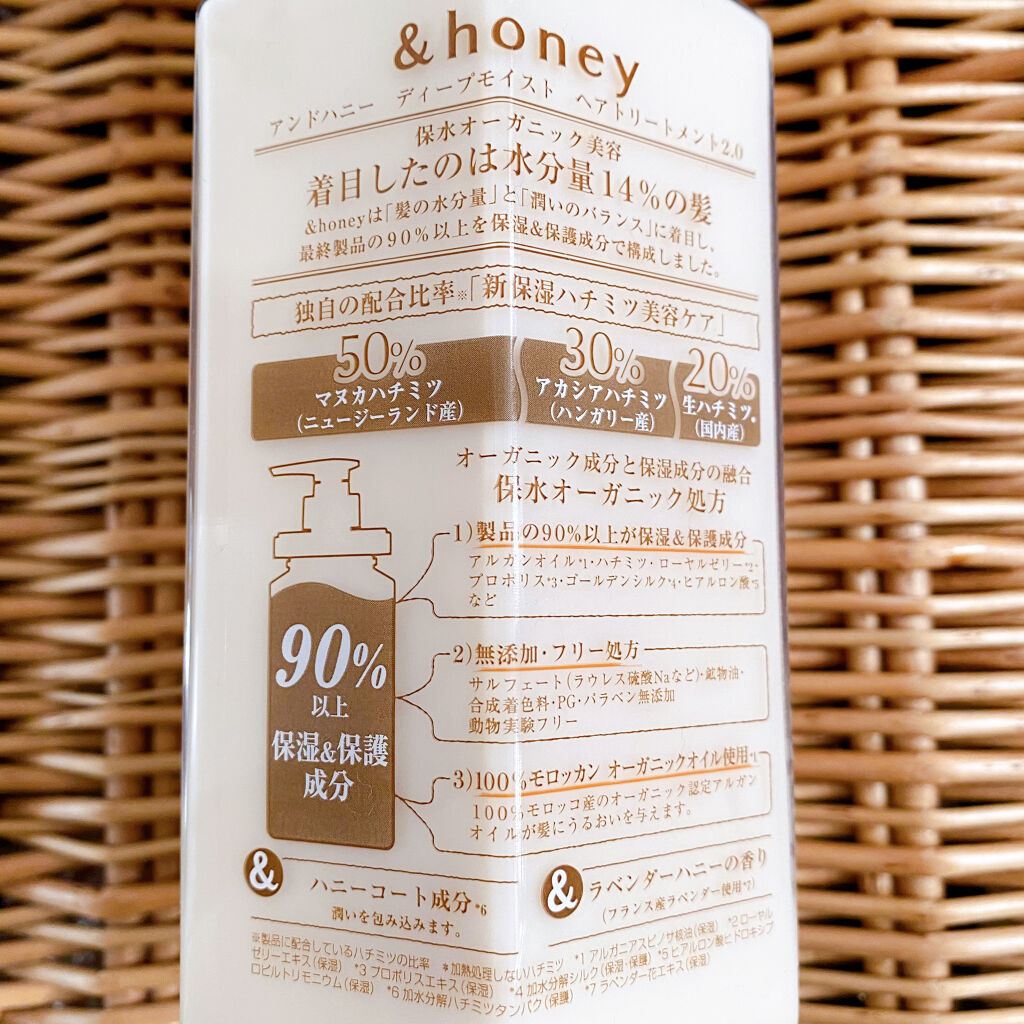 &honey
アンドハニー ディープモイスト ヘアトリートメント2.0
保水オーガニック美容
着目したのは水分量14%の髪
&honeyは「髪の水分量」と「潤いのバランス」に着目し、
最終製品の90%以上を保湿&保護成分で構成しました。
独自の配合比率※「新保湿ハチミツ美容ケア」
50%
マヌカハチミツ
(ニュージーランド産)
30%
アカシアハチミツ
(ハンガリー産)
20%
生ハチミツ*
(国内産)
オーガニック成分と保湿成分の融合
保水オーガニック処方
1)製品の90%以上が保湿&保護成分
アルガンオイル*1・ハチミツ・ローヤルゼリー*2・
プロポリス*3・ゴールデンシルク*4・ヒアルロン酸*5
など
90%
以上
保湿&保護
成分
2)無添加・フリー処方
サルフェート(ラウレス硫酸Naなど)・鉱物油・
合成着色料・PG・パラベン無添加
動物実験フリー
3)100%モロッカン オーガニックオイル使用*1
100%モロッコ産のオーガニック認定アルガン
オイルが髪にうるおいを与えます。
& ハニーコート成分*6
潤いを包み込みます。
& ラベンダーハニーの香り
(フランス産ラベンダー使用*7)
※製品に配合しているハチミツの比率 *加熱処理しないハチミツ *1 アルガニアスピノサ核油(保湿) *2 ローヤル
ゼリーエキス(保湿) *3 プロポリスエキス(保湿) *4 加水分解シルク(保湿・保護) *5 ヒアルロン酸ヒドロキシプ
ロピルトリモニウム(保湿) *6 加水分解ハチミツタンパク(保護) *7 ラベンダー花エキス(保湿)